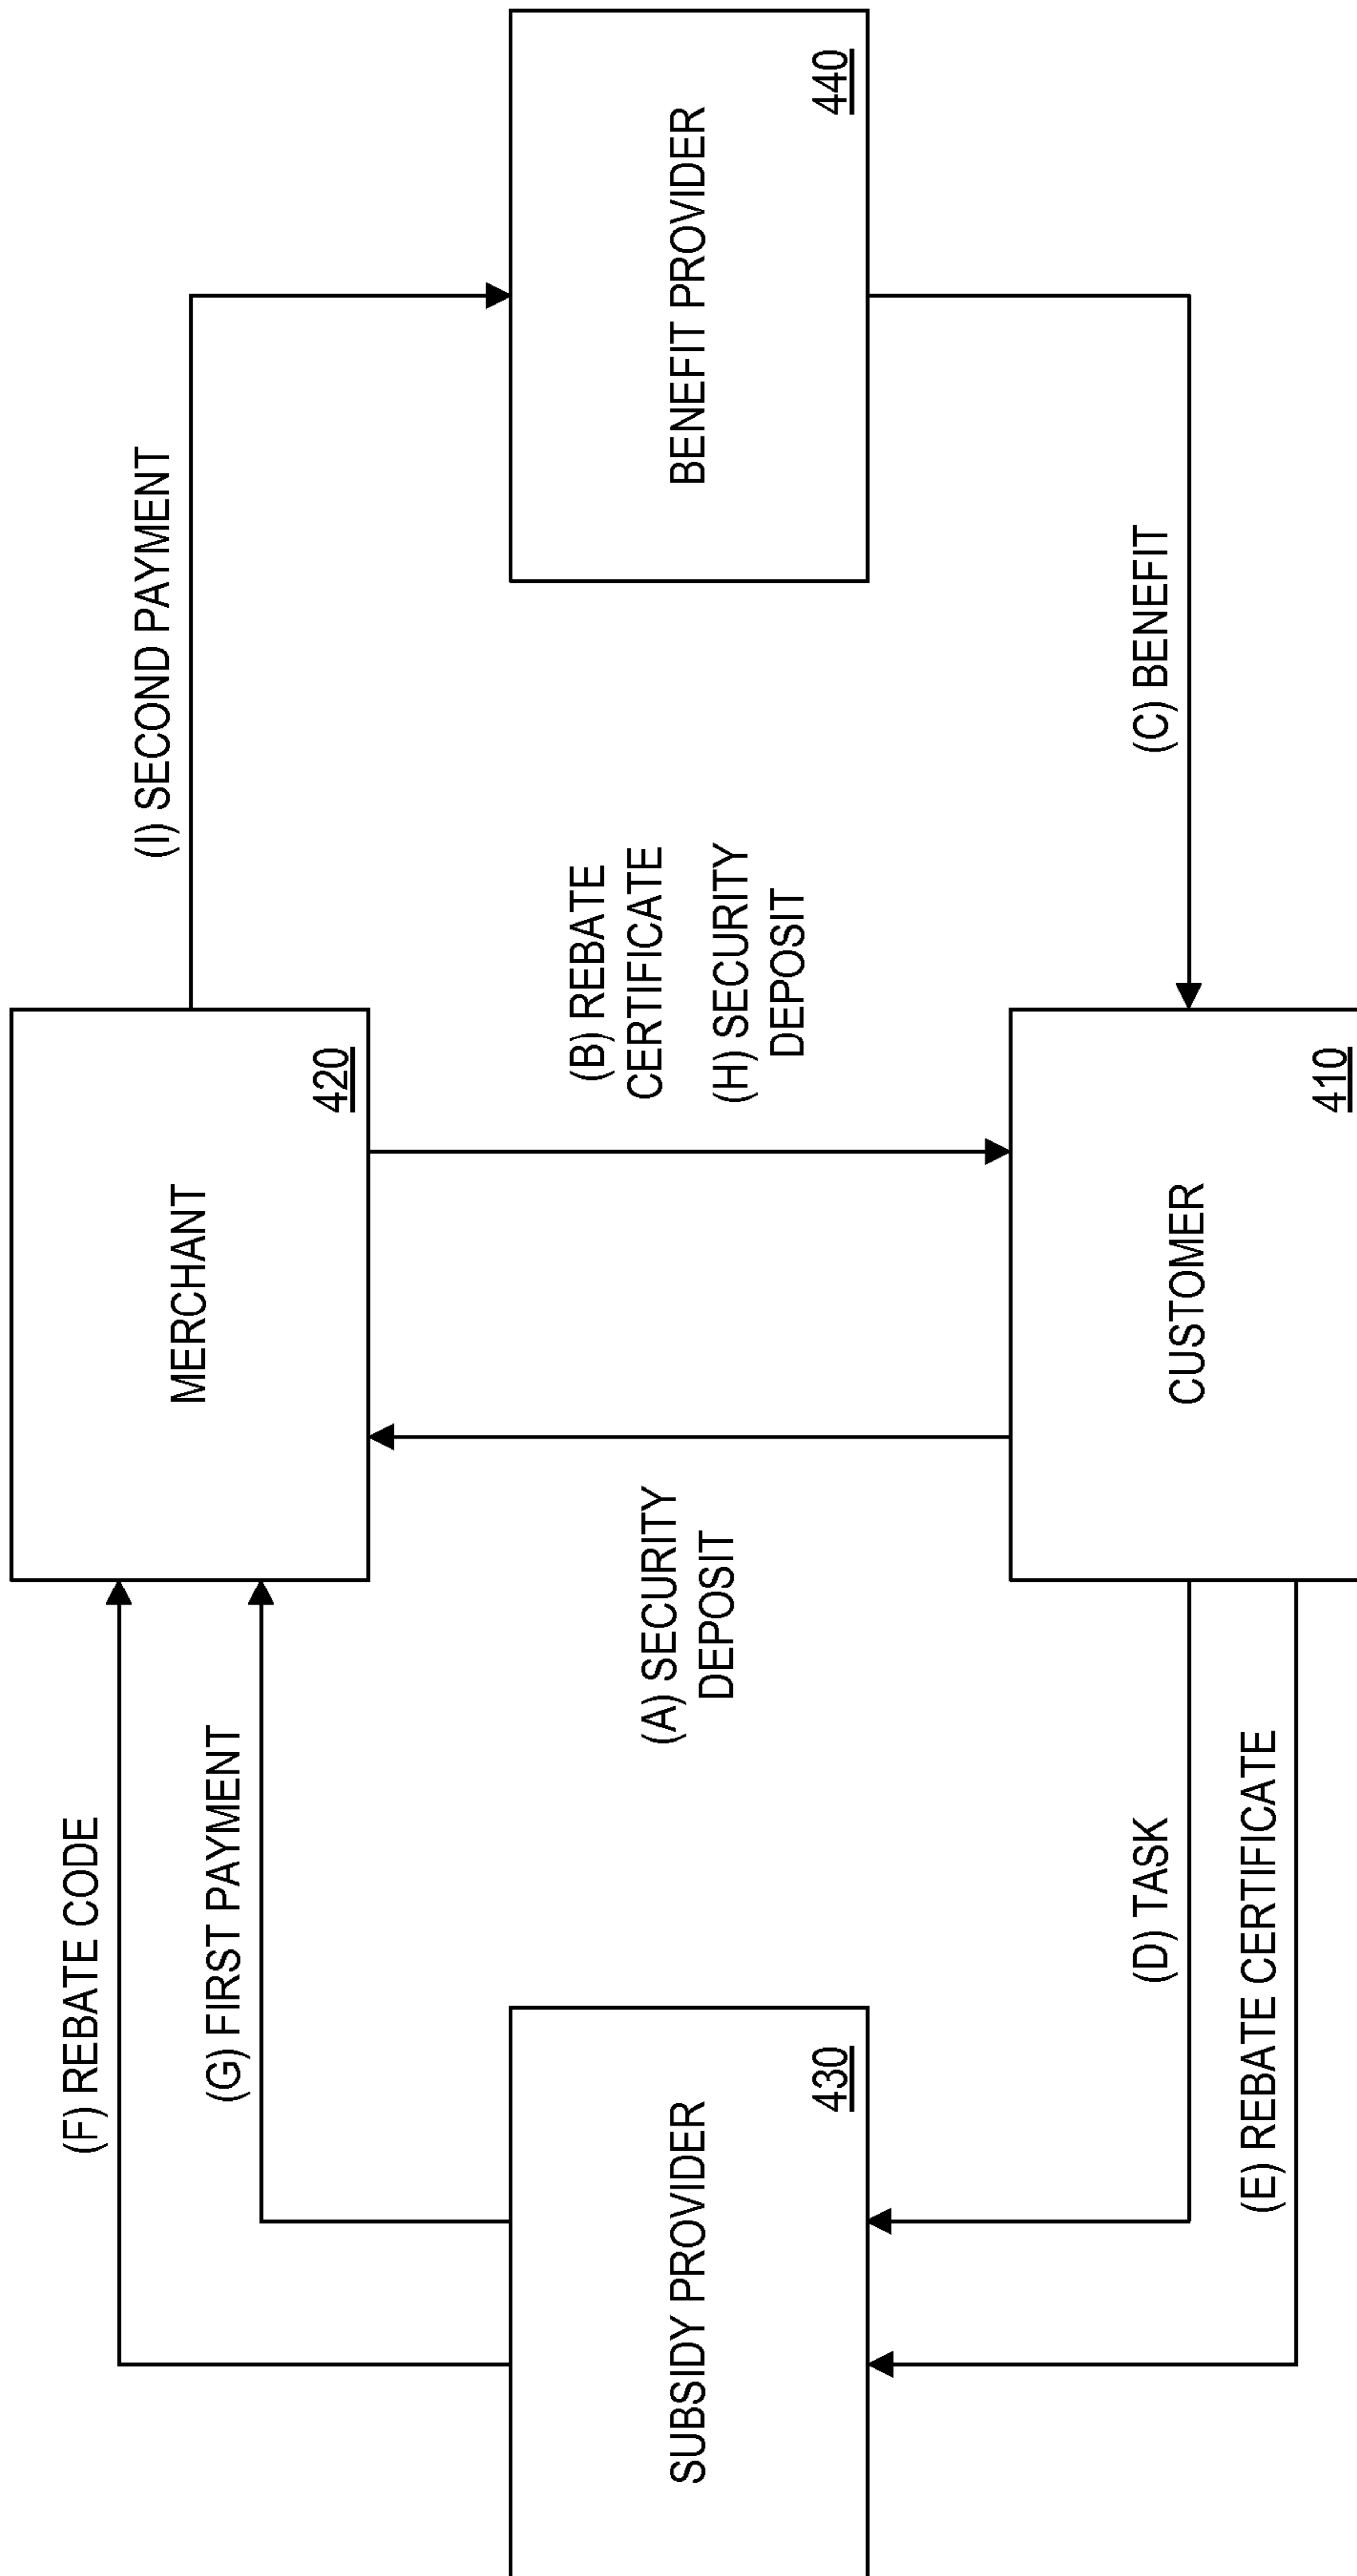 (F) REBATE CODE
(G) FIRST PAYMENT
MERCHANT
420
(I) SECOND PAYMENT
SUBSIDY PROVIDER
430
(A) SECURITY
DEPOSIT
(B) REBATE
CERTIFICATE
(H) SECURITY
DEPOSIT
BENEFIT PROVIDER
440
(D) TASK
(E) REBATE CERTIFICATE
CUSTOMER
410
(C) BENEFIT